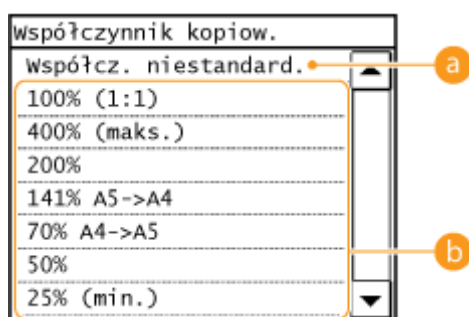 Współczynnik kopiow.
Współcz. niestandard.
a
100% (1:1)
400% (maks.)
200%
141% A5->A4
70% A4->A5
b
50%
25% (min.)